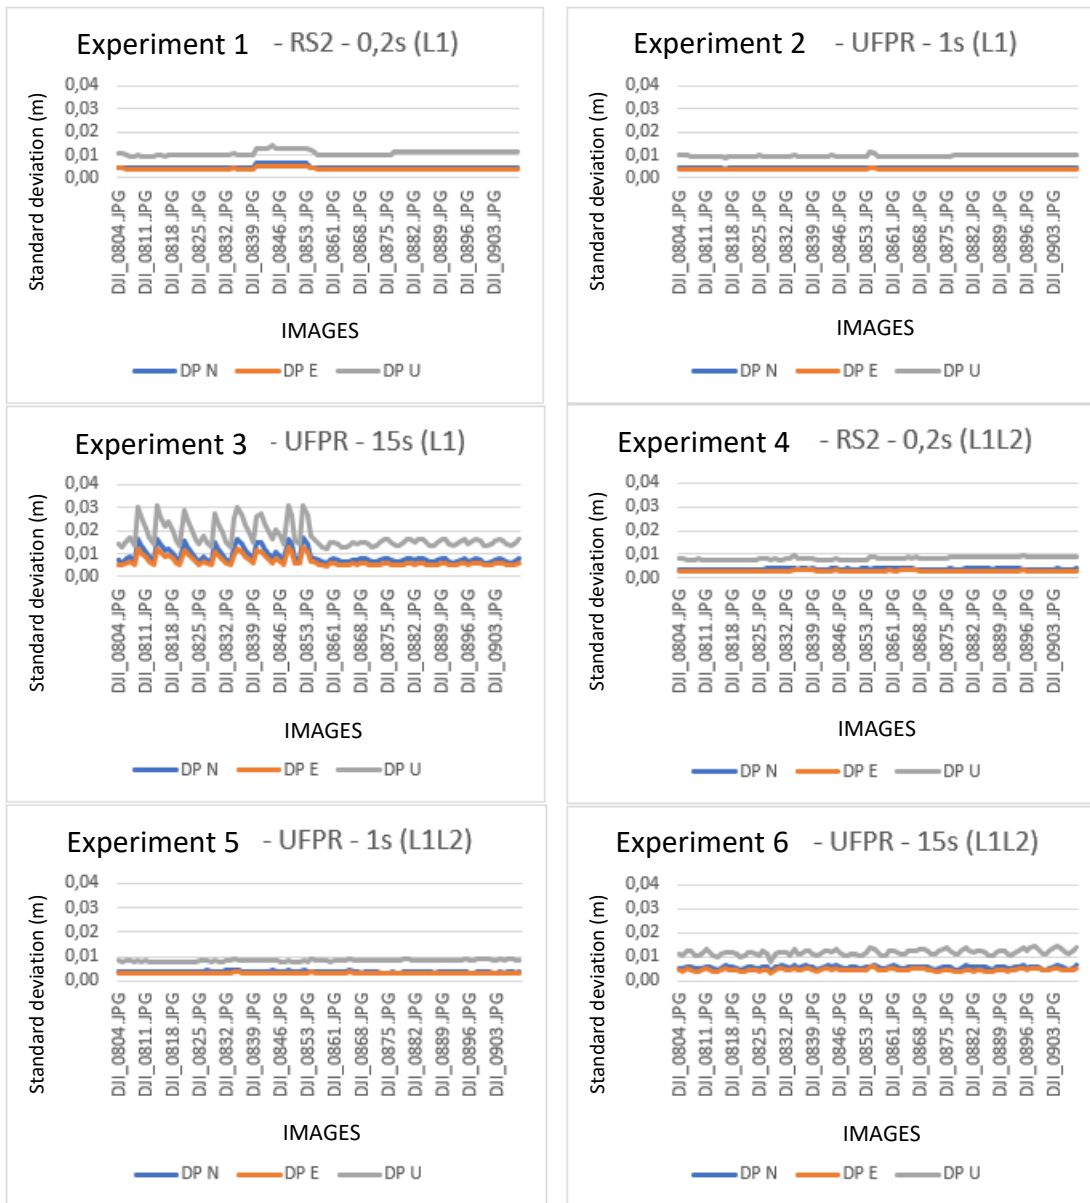 Experiment 1 - RS2 - 0,2s (L1)
Standard deviation (m)
0,04
0,03
0,02
0,01
0,00
DJI_0804.JPG
DJI_0811.JPG
DJI_0818.JPG
DJI_0825.JPG
DJI_0832.JPG
DJI_0839.JPG
DJI_0846.JPG
DJI_0853.JPG
DJI_0861.JPG
DJI_0868.JPG
DJI_0875.JPG
DJI_0882.JPG
DJI_0889.JPG
DJI_0896.JPG
DJI_0903.JPG
IMAGES
DP N DP E DP U
Experiment 2 - UFPR - 1s (L1)
Standard deviation (m)
0,04
0,03
0,02
0,01
0,00
DJI_0804.JPG
DJI_0811.JPG
DJI_0818.JPG
DJI_0825.JPG
DJI_0832.JPG
DJI_0839.JPG
DJI_0846.JPG
DJI_0853.JPG
DJI_0861.JPG
DJI_0868.JPG
DJI_0875.JPG
DJI_0882.JPG
DJI_0889.JPG
DJI_0896.JPG
DJI_0903.JPG
IMAGES
DP N DP E DP U
Experiment 3 - UFPR - 15s (L1)
Standard deviation (m)
0,04
0,03
0,02
0,01
0,00
DJI_0804.JPG
DJI_0811.JPG
DJI_0818.JPG
DJI_0825.JPG
DJI_0832.JPG
DJI_0839.JPG
DJI_0846.JPG
DJI_0853.JPG
DJI_0861.JPG
DJI_0868.JPG
DJI_0875.JPG
DJI_0882.JPG
DJI_0889.JPG
DJI_0896.JPG
DJI_0903.JPG
IMAGES
DP N DP E DP U
Experiment 4 - RS2 - 0,2s (L1L2)
Standard deviation (m)
0,04
0,03
0,02
0,01
0,00
DJI_0804.JPG
DJI_0811.JPG
DJI_0818.JPG
DJI_0825.JPG
DJI_0832.JPG
DJI_0839.JPG
DJI_0846.JPG
DJI_0853.JPG
DJI_0861.JPG
DJI_0868.JPG
DJI_0875.JPG
DJI_0882.JPG
DJI_0889.JPG
DJI_0896.JPG
DJI_0903.JPG
IMAGES
DP N DP E DP U
Experiment 5 - UFPR - 1s (L1L2)
Standard deviation (m)
0,04
0,03
0,02
0,01
0,00
DJI_0804.JPG
DJI_0811.JPG
DJI_0818.JPG
DJI_0825.JPG
DJI_0832.JPG
DJI_0839.JPG
DJI_0846.JPG
DJI_0853.JPG
DJI_0861.JPG
DJI_0868.JPG
DJI_0875.JPG
DJI_0882.JPG
DJI_0889.JPG
DJI_0896.JPG
DJI_0903.JPG
IMAGES
DP N DP E DP U
Experiment 6 - UFPR - 15s (L1L2)
Standard deviation (m)
0,04
0,03
0,02
0,01
0,00
DJI_0804.JPG
DJI_0811.JPG
DJI_0818.JPG
DJI_0825.JPG
DJI_0832.JPG
DJI_0839.JPG
DJI_0846.JPG
DJI_0853.JPG
DJI_0861.JPG
DJI_0868.JPG
DJI_0875.JPG
DJI_0882.JPG
DJI_0889.JPG
DJI_0896.JPG
DJI_0903.JPG
IMAGES
DP N DP E DP U